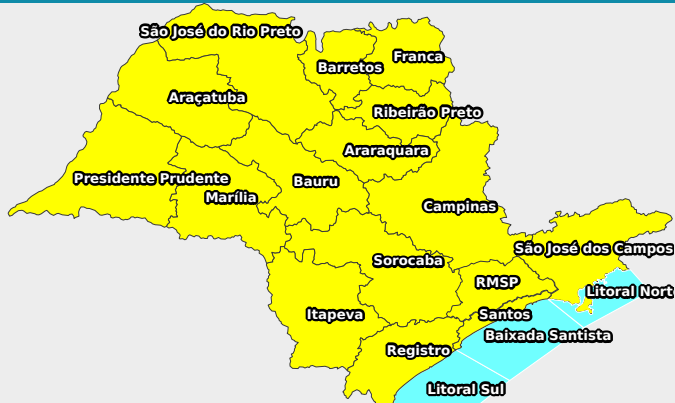 São José do Rio Preto
Franca
Barretos
Araçatuba
Ribeirão Preto
Araraquara
Presidente Prudente
Bauru
Marília
Campinas
São José dos Campos
Sorocaba
RMSP
Litoral Nort
Itapeva
Santos
Baixada Santista
Registro
Litoral Sul